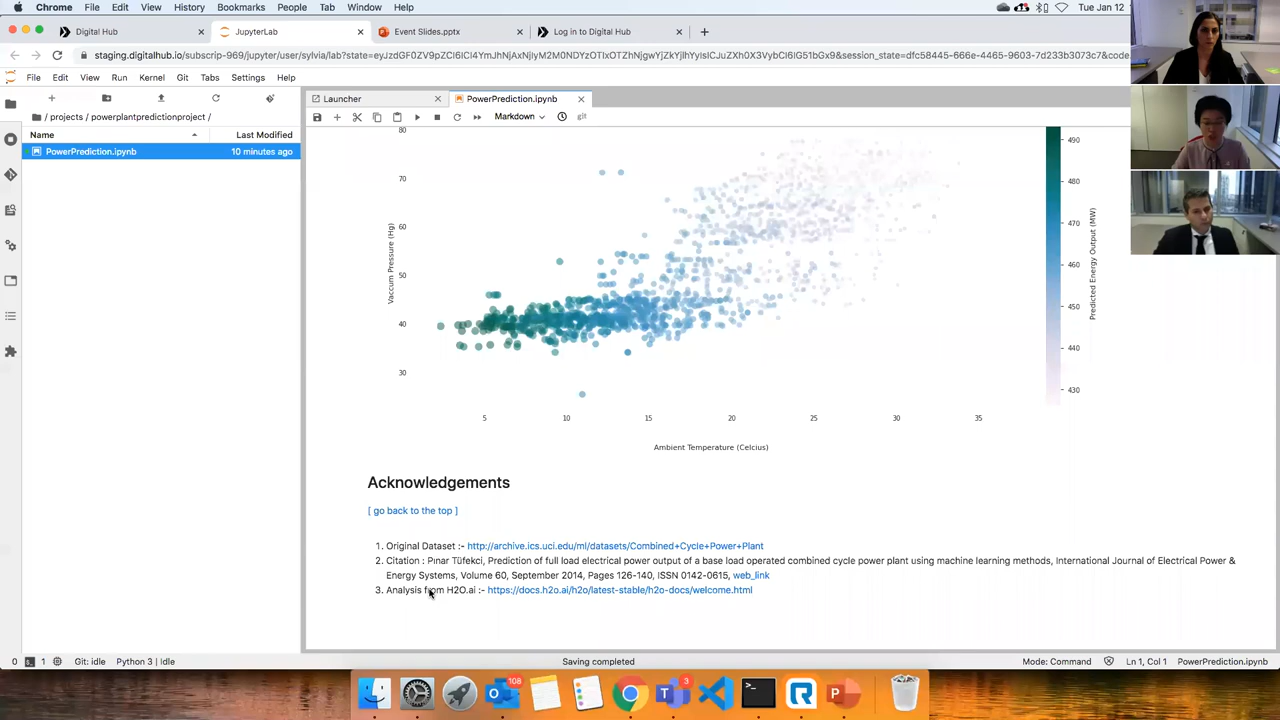 Chrome File Edit View History Bookmarks People Tab Window Help Tue Jan 12
Digital Hub JupyterLab Event Slides.pptx Log in to Digital Hub
File Edit View Run Kernel Git Tabs Settings Help
Launcher PowerPrediction.ipynb
/ projects / powerplantpredictionproject /
Markdown git
Name Last Modified
PowerPrediction.ipynb 10 minutes ago
80
70
60
50
40
30
Vaccum Pressure (Hg)
5 10 15 20 25 30 35
Ambient Temperature (Celcius)
490
480
470
460
450
440
430
Predicted Energy Output (MW)
Acknowledgements
[ go back to the top ]
1. Original Dataset :- http://archive.ics.uci.edu/ml/datasets/Combined+Cycle+Power+Plant
2. Citation : Pınar Tüfekci, Prediction of full load electrical power output of a base load operated combined cycle power plant using machine learning methods, International Journal of Electrical Power &
Energy Systems, Volume 60, September 2014, Pages 126-140, ISSN 0142-0615, web_link
3. Analysis from H2O.ai :- https://docs.h2o.ai/h2o/latest-stable/h2o-docs/welcome.html
0 1 Git: idle Python 3 | Idle Saving completed Mode: Command Ln 1, Col 1 PowerPrediction.ipynb
108
3